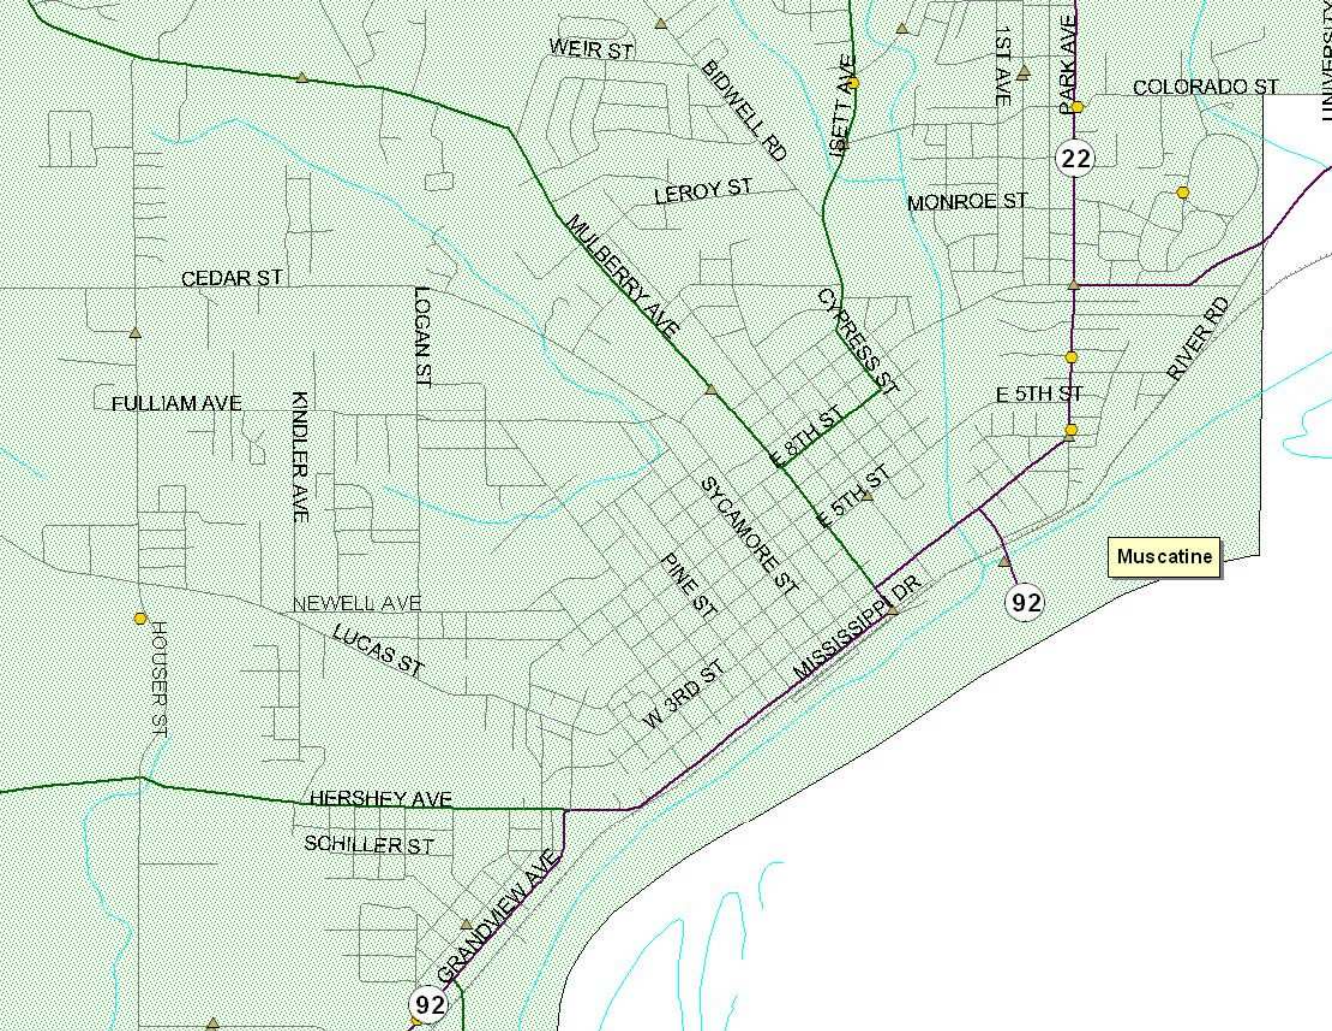 WEIR ST
BIDWELL RD
ISETT AVE
1ST AVE
PARK AVE
COLORADO ST
22
LEROY ST
MONROE ST
MULBERRY AVE
CEDAR ST
LOGAN ST
CYPRESS ST
RIVER RD
FULLIAM AVE
KINDLER AVE
E 5TH ST
E 8TH ST
E 5TH ST
SYCAMORE ST
PINE ST
Muscatine
92
NEWELL AVE
MISSISSIPPI DR
HOUSER ST
LUCAS ST
W 3RD ST
HERSHEY AVE
SCHILLER ST
GRANDVIEW AVE
92